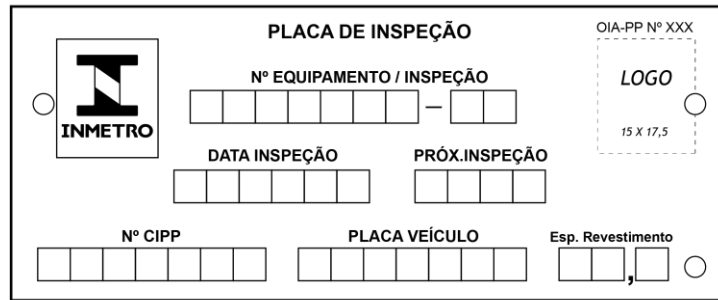 PLACA DE INSPEÇÃO
OIA-PP Nº XXX
INMETRO
Nº EQUIPAMENTO / INSPEÇÃO
–
LOGO
15 X 17,5
DATA INSPEÇÃO
PRÓX.INSPEÇÃO
Nº CIPP
PLACA VEÍCULO
Esp. Revestimento
,